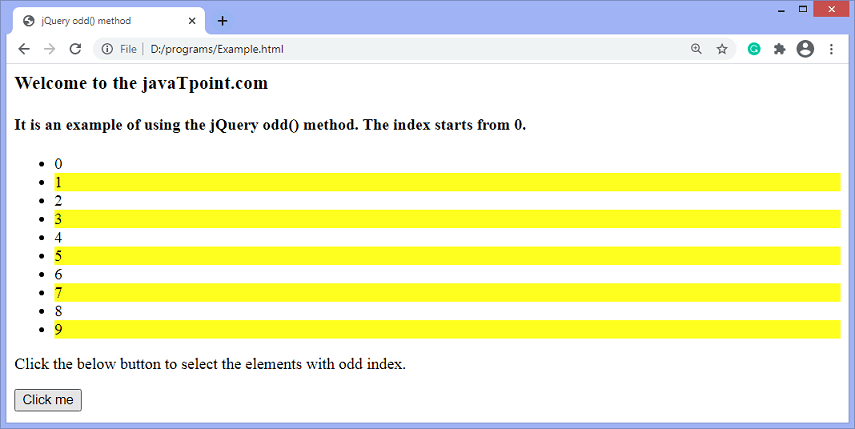 jQuery odd() method
File
D:/programs/Example.html
Welcome to the javaTpoint.com
It is an example of using the jQuery odd() method. The index starts from 0.
0
1
2
3
4
5
6
7
8
9
Click the below button to select the elements with odd index.
Click me